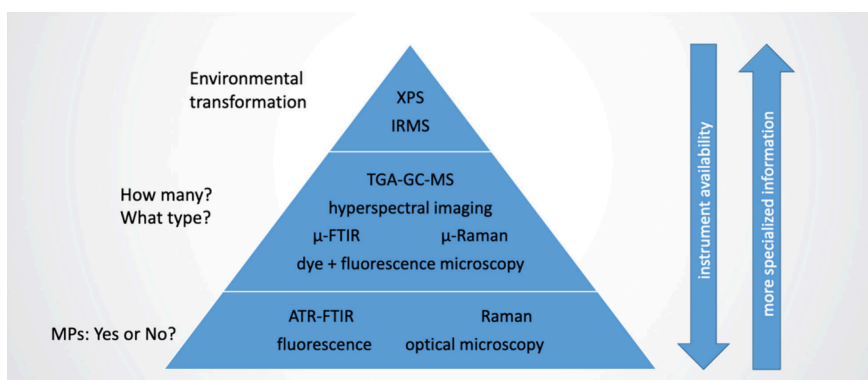 Environmental
transformation
XPS
IRMS
How many?
What type?
TGA-GC-MS
hyperspectral imaging
μ-FTIR μ-Raman
dye + fluorescence microscopy
MPs: Yes or No?
ATR-FTIR Raman
fluorescence optical microscopy
instrument availability
more specialized information